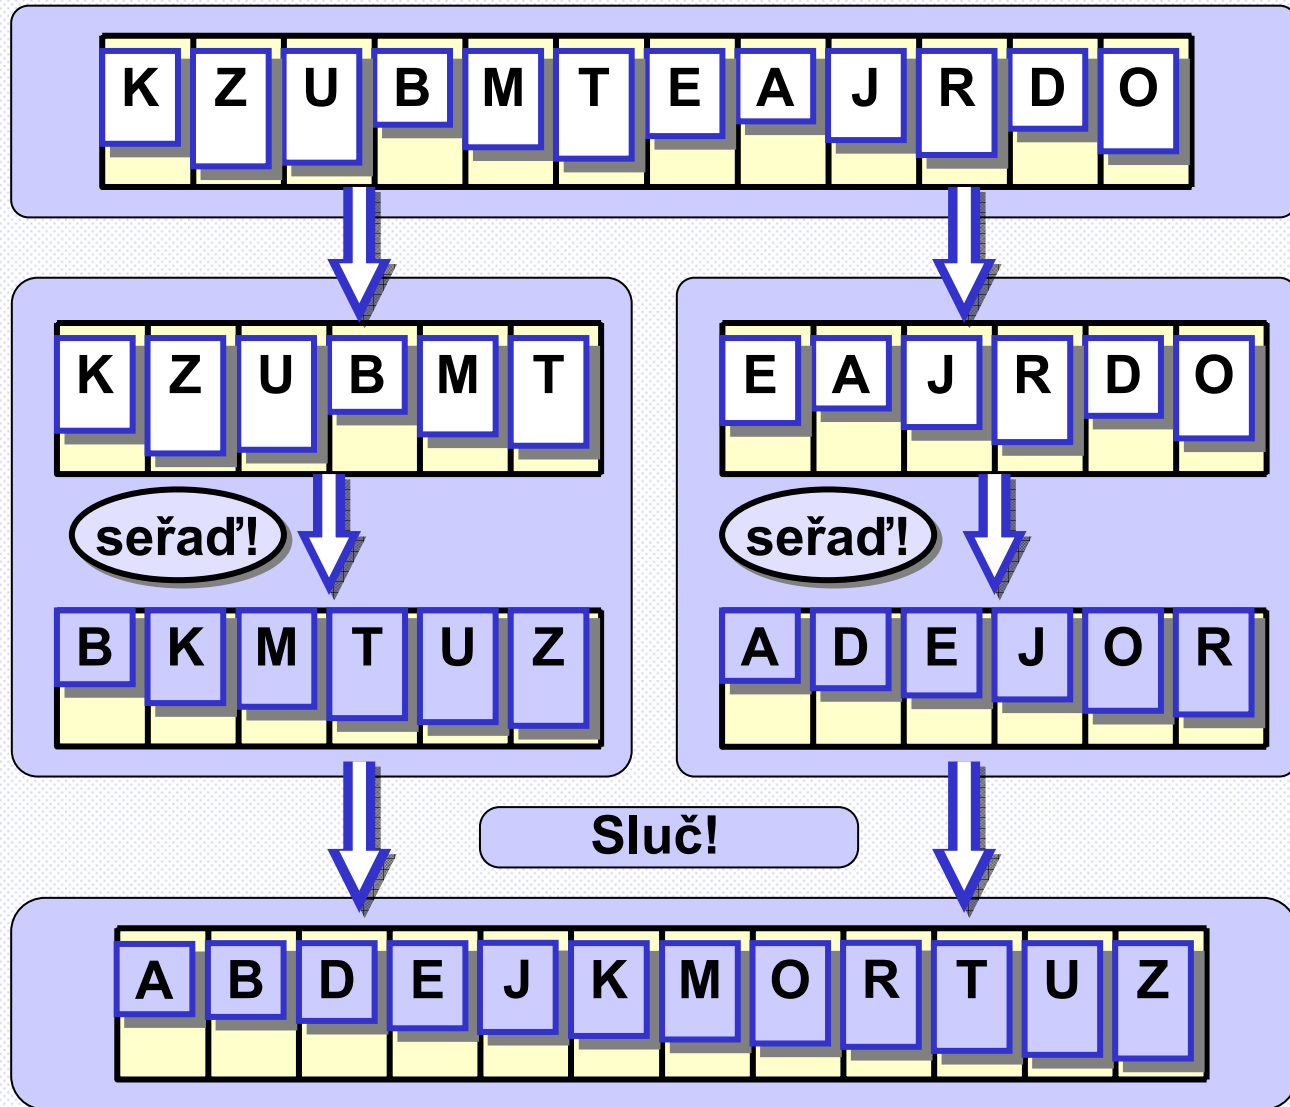 K Z U B M T E A J R D O
K Z U B M T
E A J R D O
seřaď!
seřaď!
B K M T U Z
A D E J O R
Sluč!
A B D E J K M O R T U Z